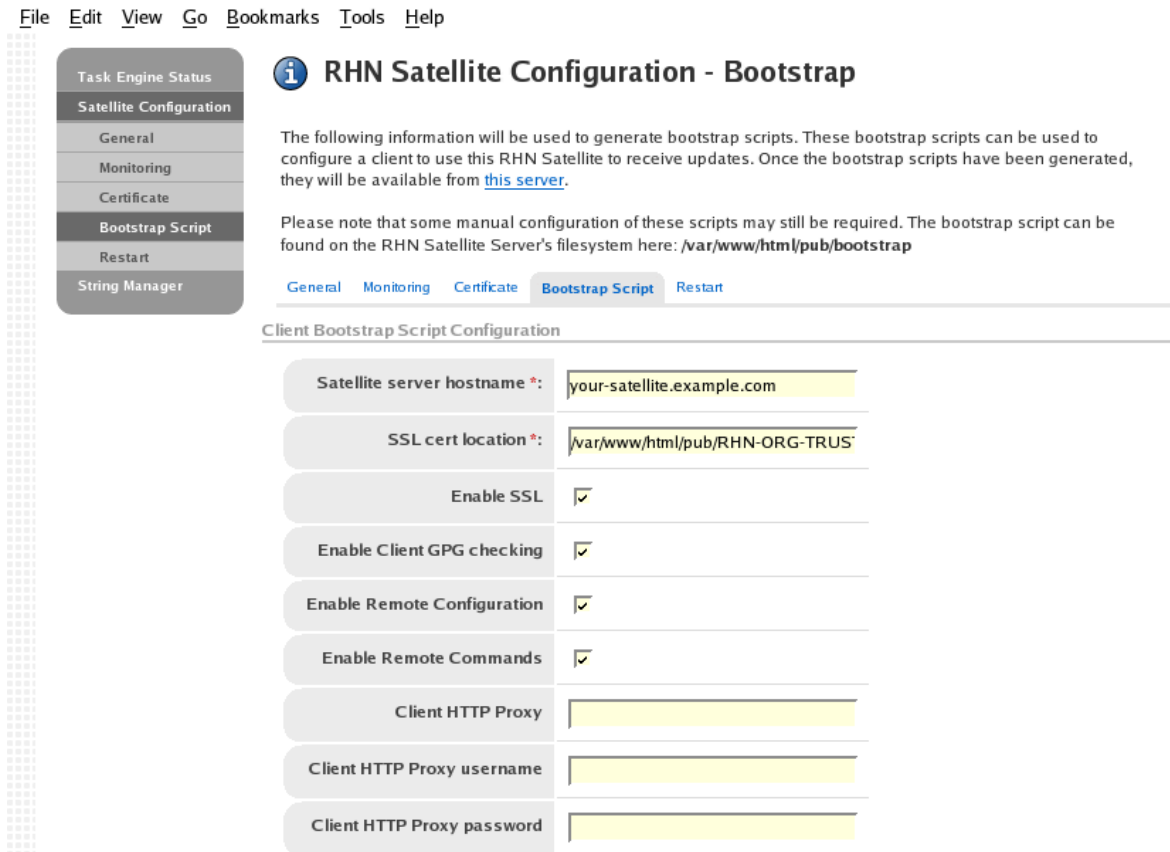 File Edit View Go Bookmarks Tools Help
Task Engine Status
Satellite Configuration
General
Monitoring
Certificate
Bootstrap Script
Restart
String Manager
RHN Satellite Configuration - Bootstrap
The following information will be used to generate bootstrap scripts. These bootstrap scripts can be used to
configure a client to use this RHN Satellite to receive updates. Once the bootstrap scripts have been generated,
they will be available from this server.
Please note that some manual configuration of these scripts may still be required. The bootstrap script can be
found on the RHN Satellite Server's filesystem here: /var/www/html/pub/bootstrap
General Monitoring Certificate Bootstrap Script Restart
Client Bootstrap Script Configuration
Satellite server hostname *: your-satellite.example.com
SSL cert location *: /var/www/html/pub/RHN-ORG-TRUST
Enable SSL
Enable Client GPG checking
Enable Remote Configuration
Enable Remote Commands
Client HTTP Proxy
Client HTTP Proxy username
Client HTTP Proxy password